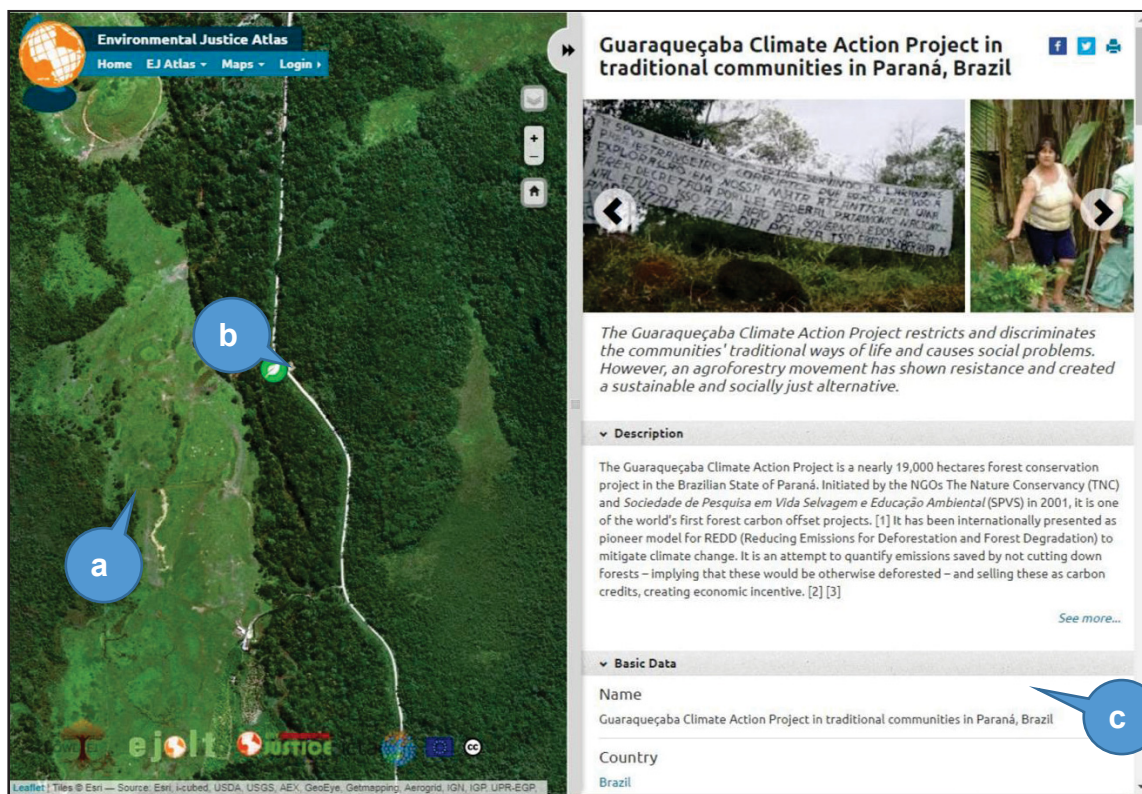 Environmental Justice Atlas
Home EJ Atlas Maps Login
+
−
a
b
ejolt JUSTICE cc
Leaflet | Tiles © Esri — Source: Esri, i-cubed, USDA, USGS, AEX, GeoEye, Getmapping, Aerogrid, IGN, IGP, UPR-EGP,
Guaraqueçaba Climate Action Project in
traditional communities in Paraná, Brazil
The Guaraqueçaba Climate Action Project restricts and discriminates
the communities' traditional ways of life and causes social problems.
However, an agroforestry movement has shown resistance and created
a sustainable and socially just alternative.
Description
The Guaraqueçaba Climate Action Project is a nearly 19,000 hectares forest conservation
project in the Brazilian State of Paraná. Initiated by the NGOs The Nature Conservancy (TNC)
and Sociedade de Pesquisa em Vida Selvagem e Educação Ambiental (SPVS) in 2001, it is one
of the world's first forest carbon offset projects. [1] It has been internationally presented as
pioneer model for REDD (Reducing Emissions for Deforestation and Forest Degradation) to
mitigate climate change. It is an attempt to quantify emissions saved by not cutting down
forests – implying that these would be otherwise deforested – and selling these as carbon
credits, creating economic incentive. [2] [3]
See more...
Basic Data
Name
Guaraqueçaba Climate Action Project in traditional communities in Paraná, Brazil
c
Country
Brazil